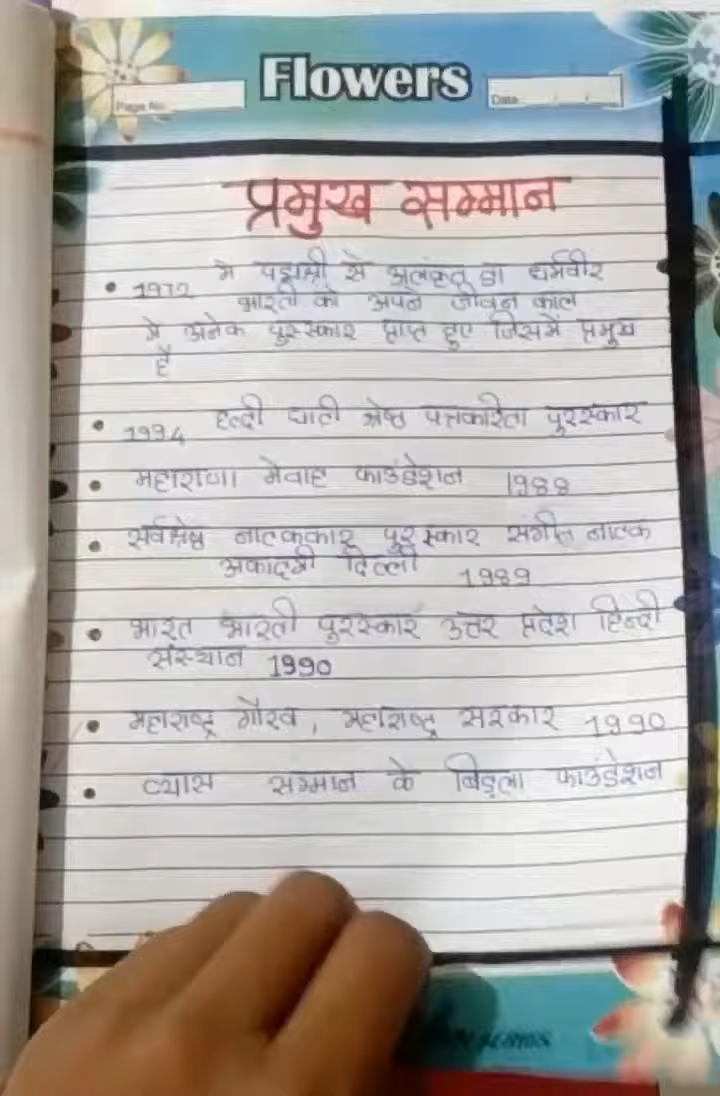 Flowers
Page No.
Date
प्रमुख सम्मान
• 1972 मे पद्मश्री से अलंकृत डा धर्मवीर
भारती को अपने जीवन काल
मे अनेक पुरस्कार प्राप्त हुए जिसमें प्रमुख
है
• 1994 हल्दी घाटी श्रेष्ठ पत्तकारिता पुरस्कार
• महाराणा मेवाड फाउंडेशन 1988
• सर्वश्रेष्ठ नाटककार पुरस्कार संगीत नाटक
अकादमी दिल्ली 1989
• भारत भारती पुरस्कार उत्तर प्रदेश हिन्दी
संस्थान 1990
• महाराष्ट्र गौरव, महाराष्ट्र सरकार 1990
• व्यास सम्मान के बिड़ला फाउंडेशन